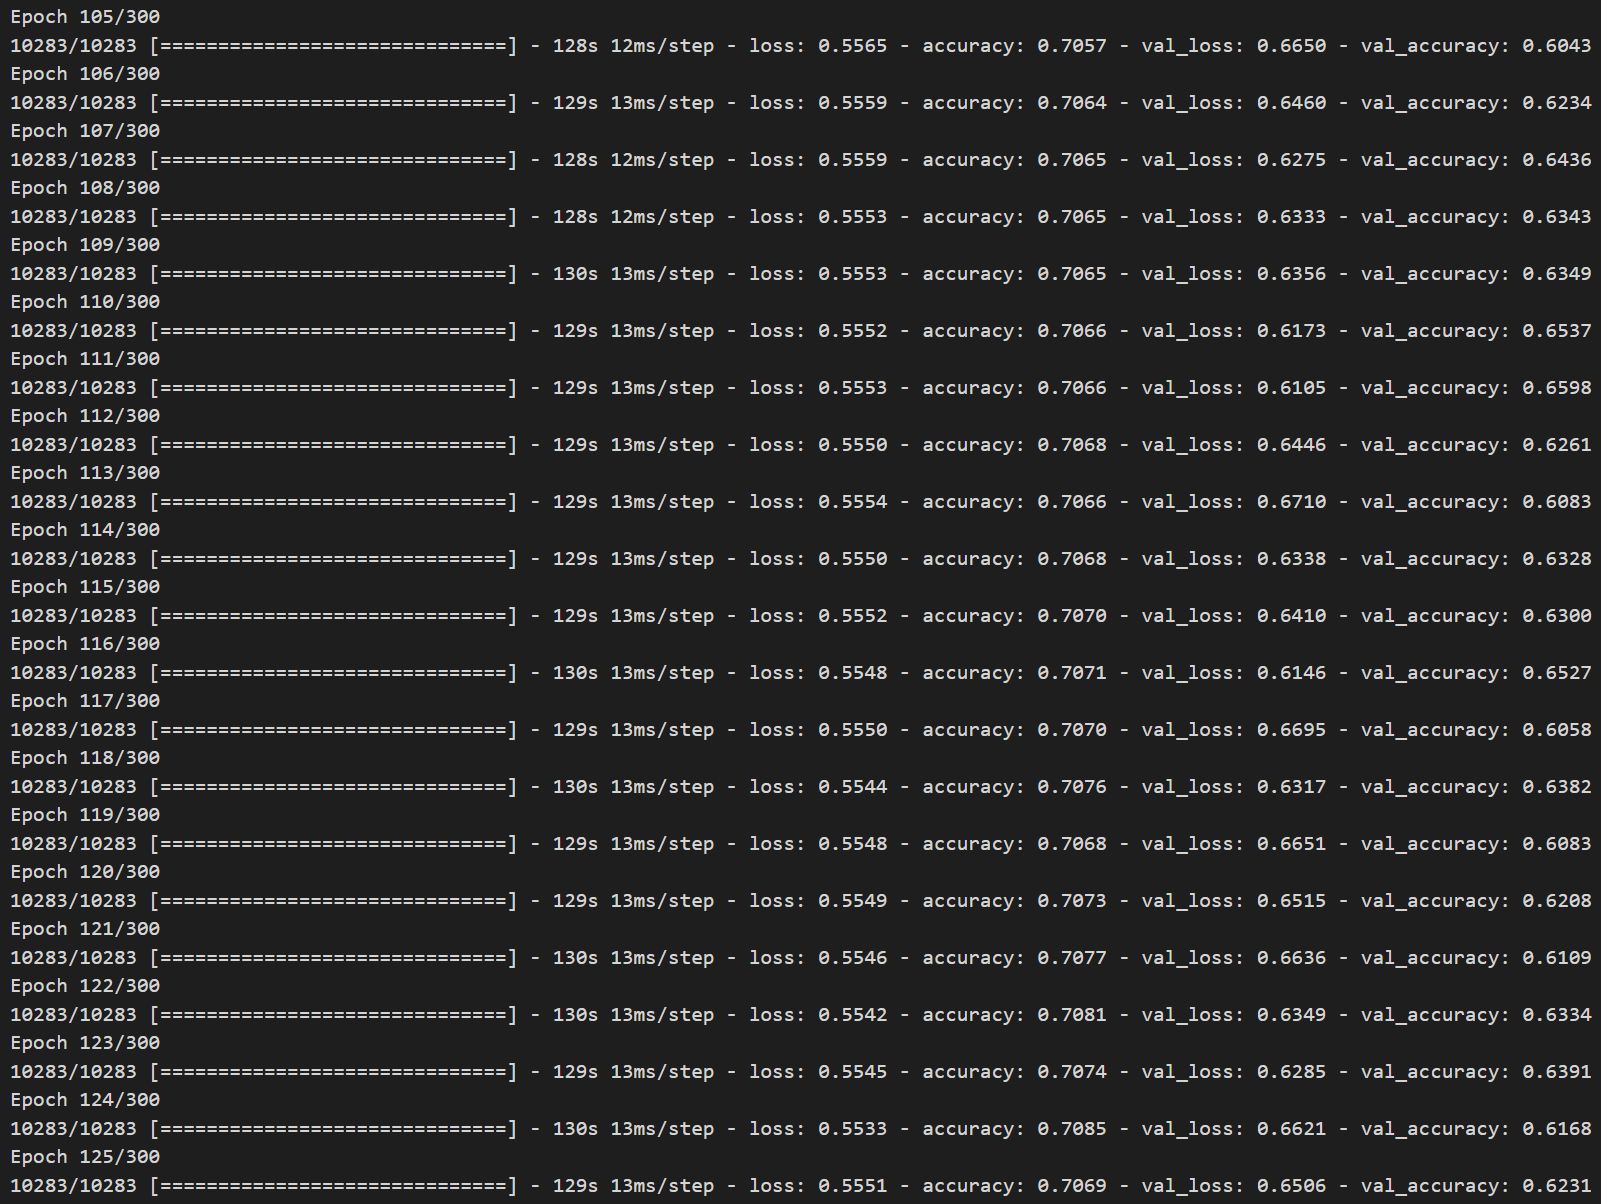 Epoch 105/300
10283/10283 [==============================] - 128s 12ms/step - loss: 0.5565 - accuracy: 0.7057 - val_loss: 0.6650 - val_accuracy: 0.6043
Epoch 106/300
10283/10283 [==============================] - 129s 13ms/step - loss: 0.5559 - accuracy: 0.7064 - val_loss: 0.6460 - val_accuracy: 0.6234
Epoch 107/300
10283/10283 [==============================] - 128s 12ms/step - loss: 0.5559 - accuracy: 0.7065 - val_loss: 0.6275 - val_accuracy: 0.6436
Epoch 108/300
10283/10283 [==============================] - 128s 12ms/step - loss: 0.5553 - accuracy: 0.7065 - val_loss: 0.6333 - val_accuracy: 0.6343
Epoch 109/300
10283/10283 [==============================] - 130s 13ms/step - loss: 0.5553 - accuracy: 0.7065 - val_loss: 0.6356 - val_accuracy: 0.6349
Epoch 110/300
10283/10283 [==============================] - 129s 13ms/step - loss: 0.5552 - accuracy: 0.7066 - val_loss: 0.6173 - val_accuracy: 0.6537
Epoch 111/300
10283/10283 [==============================] - 129s 13ms/step - loss: 0.5553 - accuracy: 0.7066 - val_loss: 0.6105 - val_accuracy: 0.6598
Epoch 112/300
10283/10283 [==============================] - 129s 13ms/step - loss: 0.5550 - accuracy: 0.7068 - val_loss: 0.6446 - val_accuracy: 0.6261
Epoch 113/300
10283/10283 [==============================] - 129s 13ms/step - loss: 0.5554 - accuracy: 0.7066 - val_loss: 0.6710 - val_accuracy: 0.6083
Epoch 114/300
10283/10283 [==============================] - 129s 13ms/step - loss: 0.5550 - accuracy: 0.7068 - val_loss: 0.6338 - val_accuracy: 0.6328
Epoch 115/300
10283/10283 [==============================] - 129s 13ms/step - loss: 0.5552 - accuracy: 0.7070 - val_loss: 0.6410 - val_accuracy: 0.6300
Epoch 116/300
10283/10283 [==============================] - 130s 13ms/step - loss: 0.5548 - accuracy: 0.7071 - val_loss: 0.6146 - val_accuracy: 0.6527
Epoch 117/300
10283/10283 [==============================] - 129s 13ms/step - loss: 0.5550 - accuracy: 0.7070 - val_loss: 0.6695 - val_accuracy: 0.6058
Epoch 118/300
10283/10283 [==============================] - 130s 13ms/step - loss: 0.5544 - accuracy: 0.7076 - val_loss: 0.6317 - val_accuracy: 0.6382
Epoch 119/300
10283/10283 [==============================] - 129s 13ms/step - loss: 0.5548 - accuracy: 0.7068 - val_loss: 0.6651 - val_accuracy: 0.6083
Epoch 120/300
10283/10283 [==============================] - 129s 13ms/step - loss: 0.5549 - accuracy: 0.7073 - val_loss: 0.6515 - val_accuracy: 0.6208
Epoch 121/300
10283/10283 [==============================] - 130s 13ms/step - loss: 0.5546 - accuracy: 0.7077 - val_loss: 0.6636 - val_accuracy: 0.6109
Epoch 122/300
10283/10283 [==============================] - 130s 13ms/step - loss: 0.5542 - accuracy: 0.7081 - val_loss: 0.6349 - val_accuracy: 0.6334
Epoch 123/300
10283/10283 [==============================] - 129s 13ms/step - loss: 0.5545 - accuracy: 0.7074 - val_loss: 0.6285 - val_accuracy: 0.6391
Epoch 124/300
10283/10283 [==============================] - 130s 13ms/step - loss: 0.5533 - accuracy: 0.7085 - val_loss: 0.6621 - val_accuracy: 0.6168
Epoch 125/300
10283/10283 [==============================] - 129s 13ms/step - loss: 0.5551 - accuracy: 0.7069 - val_loss: 0.6506 - val_accuracy: 0.6231